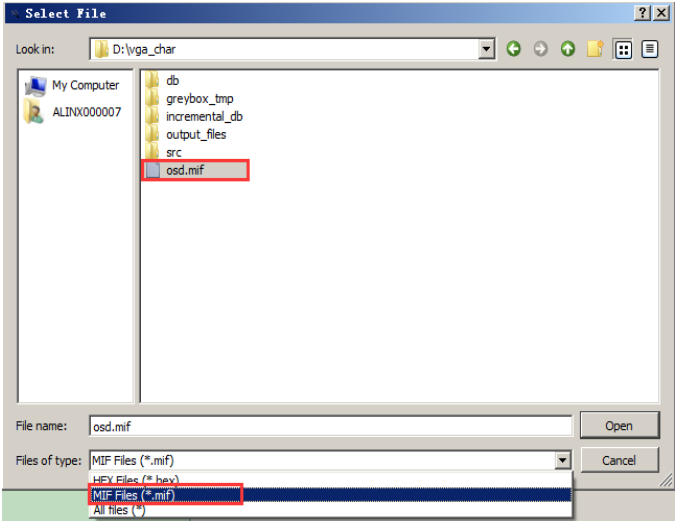 Select File
Look in:
D:\vga_char
My Computer
ALINX000007
db
greybox_tmp
incremental_db
output_files
src
osd.mif
File name:
osd.mif
Open
Files of type:
MIF Files (*.mif)
Cancel
HEX Files (*.hex)
MIF Files (*.mif)
All files (*)